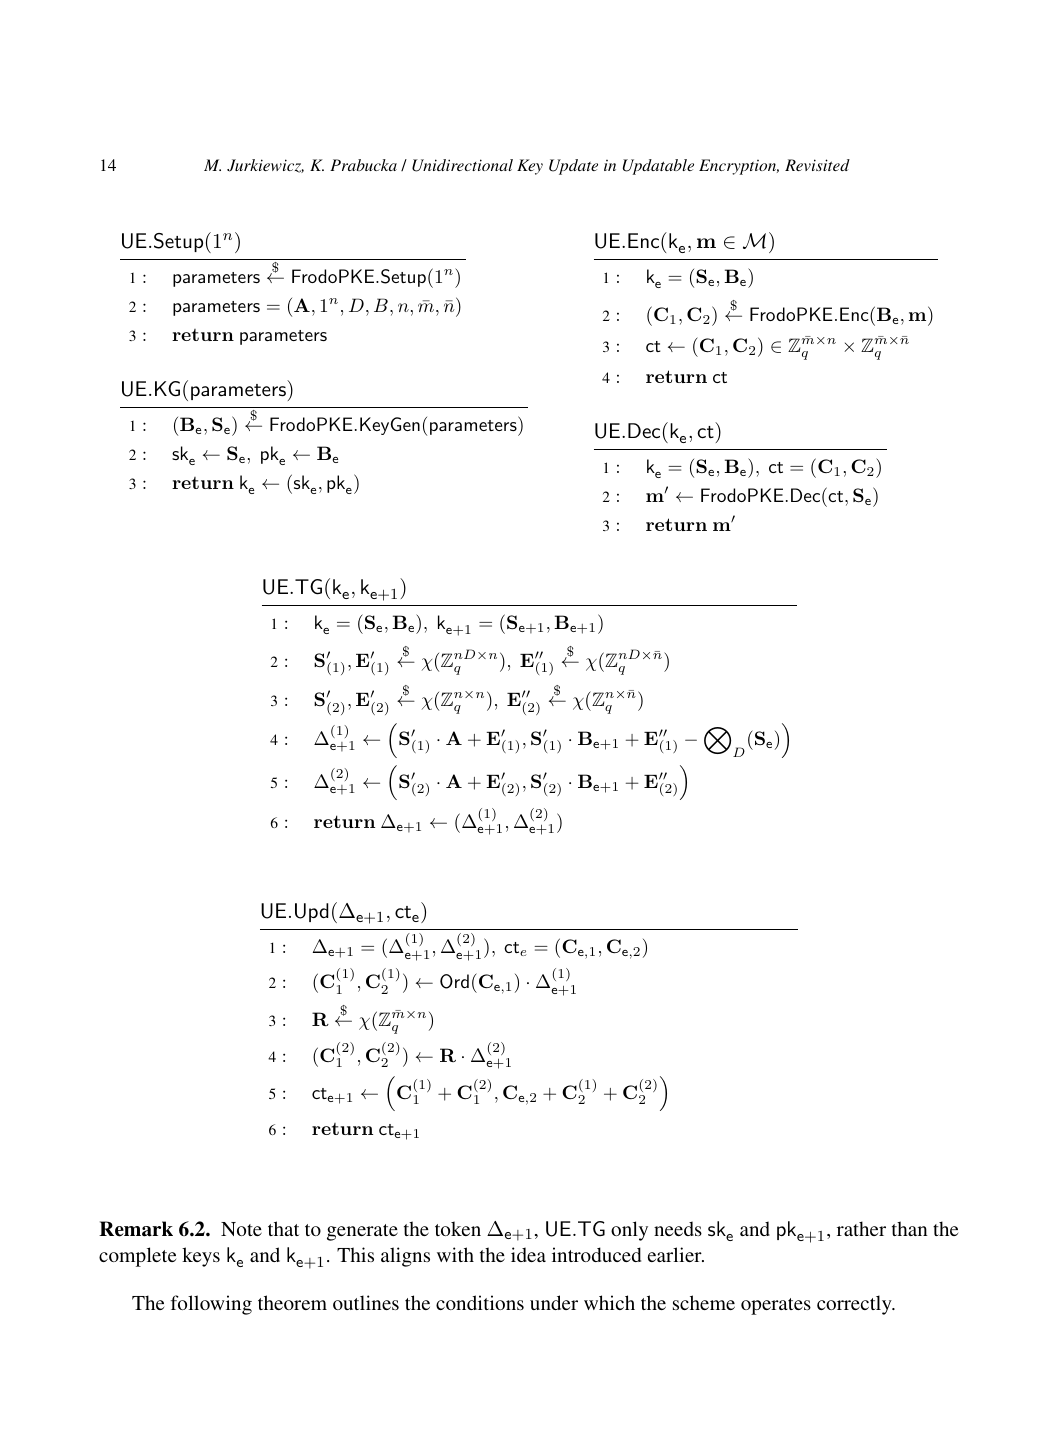 14 M. Jurkiewicz, K. Prabucka / Unidirectional Key Update in Updatable Encryption, Revisited
UE.Setup(1ⁿ)
1 : parameters ←$ FrodoPKE.Setup(1ⁿ)
2 : parameters = (A, 1ⁿ, D, B, n, m̄, n̄)
3 : return parameters
UE.KG(parameters)
1 : (B_e, S_e) ←$ FrodoPKE.KeyGen(parameters)
2 : sk_e ← S_e, pk_e ← B_e
3 : return k_e ← (sk_e, pk_e)
UE.Enc(k_e, m ∈ ℳ)
1 : k_e = (S_e, B_e)
2 : (C_1, C_2) ←$ FrodoPKE.Enc(B_e, m)
3 : ct ← (C_1, C_2) ∈ ℤ_q^{m̄×n} × ℤ_q^{m̄×n̄}
4 : return ct
UE.Dec(k_e, ct)
1 : k_e = (S_e, B_e), ct = (C_1, C_2)
2 : m′ ← FrodoPKE.Dec(ct, S_e)
3 : return m′
UE.TG(k_e, k_{e+1})
1 : k_e = (S_e, B_e), k_{e+1} = (S_{e+1}, B_{e+1})
2 : S′_{(1)}, E′_{(1)} ←$ χ(ℤ_q^{nD×n}), E″_{(1)} ←$ χ(ℤ_q^{nD×n̄})
3 : S′_{(2)}, E′_{(2)} ←$ χ(ℤ_q^{n×n}), E″_{(2)} ←$ χ(ℤ_q^{n×n̄})
4 : Δ_{e+1}^{(1)} ← (S′_{(1)} · A + E′_{(1)}, S′_{(1)} · B_{e+1} + E″_{(1)} − ⨂_D(S_e))
5 : Δ_{e+1}^{(2)} ← (S′_{(2)} · A + E′_{(2)}, S′_{(2)} · B_{e+1} + E″_{(2)})
6 : return Δ_{e+1} ← (Δ_{e+1}^{(1)}, Δ_{e+1}^{(2)})
UE.Upd(Δ_{e+1}, ct_e)
1 : Δ_{e+1} = (Δ_{e+1}^{(1)}, Δ_{e+1}^{(2)}), ct_e = (C_{e,1}, C_{e,2})
2 : (C_1^{(1)}, C_2^{(1)}) ← Ord(C_{e,1}) · Δ_{e+1}^{(1)}
3 : R ←$ χ(ℤ_q^{m̄×n})
4 : (C_1^{(2)}, C_2^{(2)}) ← R · Δ_{e+1}^{(2)}
5 : ct_{e+1} ← (C_1^{(1)} + C_1^{(2)}, C_{e,2} + C_2^{(1)} + C_2^{(2)})
6 : return ct_{e+1}
Remark 6.2. Note that to generate the token Δ_{e+1}, UE.TG only needs sk_e and pk_{e+1}, rather than the
complete keys k_e and k_{e+1}. This aligns with the idea introduced earlier.
The following theorem outlines the conditions under which the scheme operates correctly.